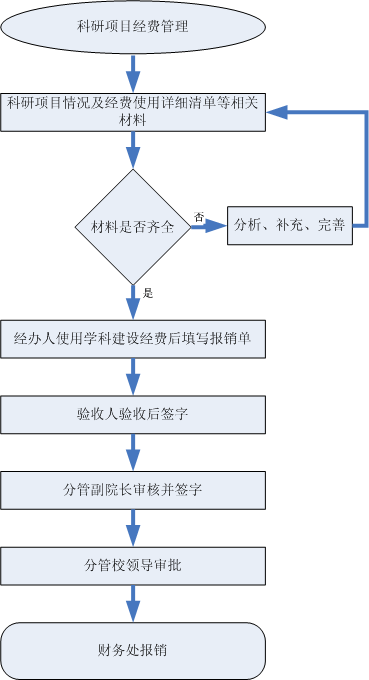 科研项目经费管理
科研项目情况及经费使用详细清单等相关
材料
材料是否齐全
否
分析、补充、完善
是
经办人使用学科建设经费后填写报销单
验收人验收后签字
分管副院长审核并签字
分管校领导审批
财务处报销